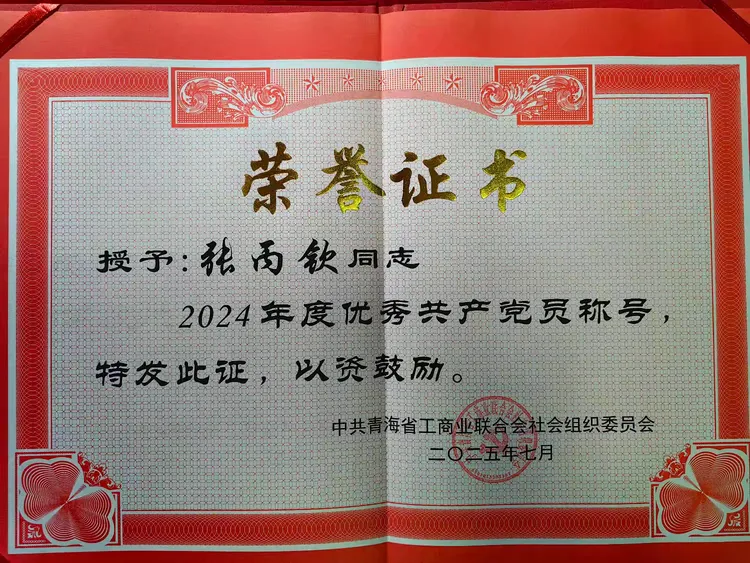 荣誉证书
授予:张丙钦同志
2024年度优秀共产党员称号,
特发此证,以资鼓励。
中共青海省工商业联合会社会组织委员会
二〇二五年七月